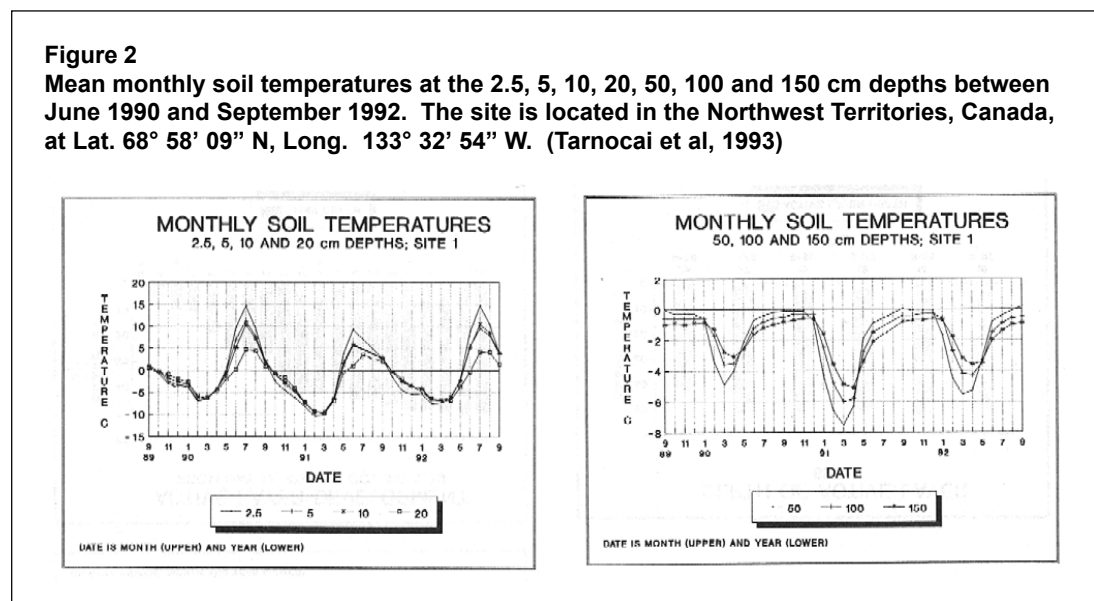 Figure 2
Mean monthly soil temperatures at the 2.5, 5, 10, 20, 50, 100 and 150 cm depths between
June 1990 and September 1992.  The site is located in the Northwest Territories, Canada,
at Lat. 68° 58’ 09” N, Long.  133° 32’ 54” W.  (Tarnocai et al, 1993)
MONTHLY SOIL TEMPERATURES
2.5, 5, 10 AND 20 cm DEPTHS; SITE 1
TEMPERATURE C
20
15
10
5
0
-5
-10
-15
9 11 1 3 5 7 9 11 1 3 5 7 9 11 1 3 5 7 9
89 90 91 92
DATE
2.5 5 10 20
DATE IS MONTH (UPPER) AND YEAR (LOWER)
MONTHLY SOIL TEMPERATURES
50, 100 AND 150 cm DEPTHS; SITE 1
TEMPERATURE C
2
0
-2
-4
-6
-8
9 11 1 3 5 7 9 11 1 3 5 7 9 11 1 3 5 7 9
89 90 91 92
DATE
50 100 150
DATE IS MONTH (UPPER) AND YEAR (LOWER)